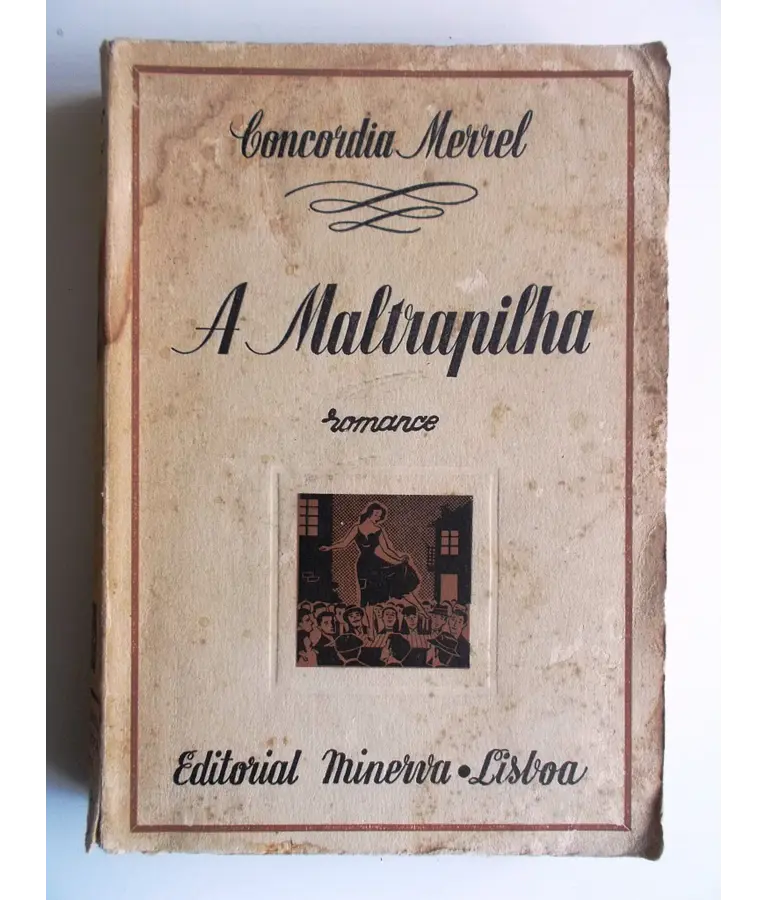 Concordia Merrel
A Maltrapilha
romance
Editorial Minerva • Lisboa